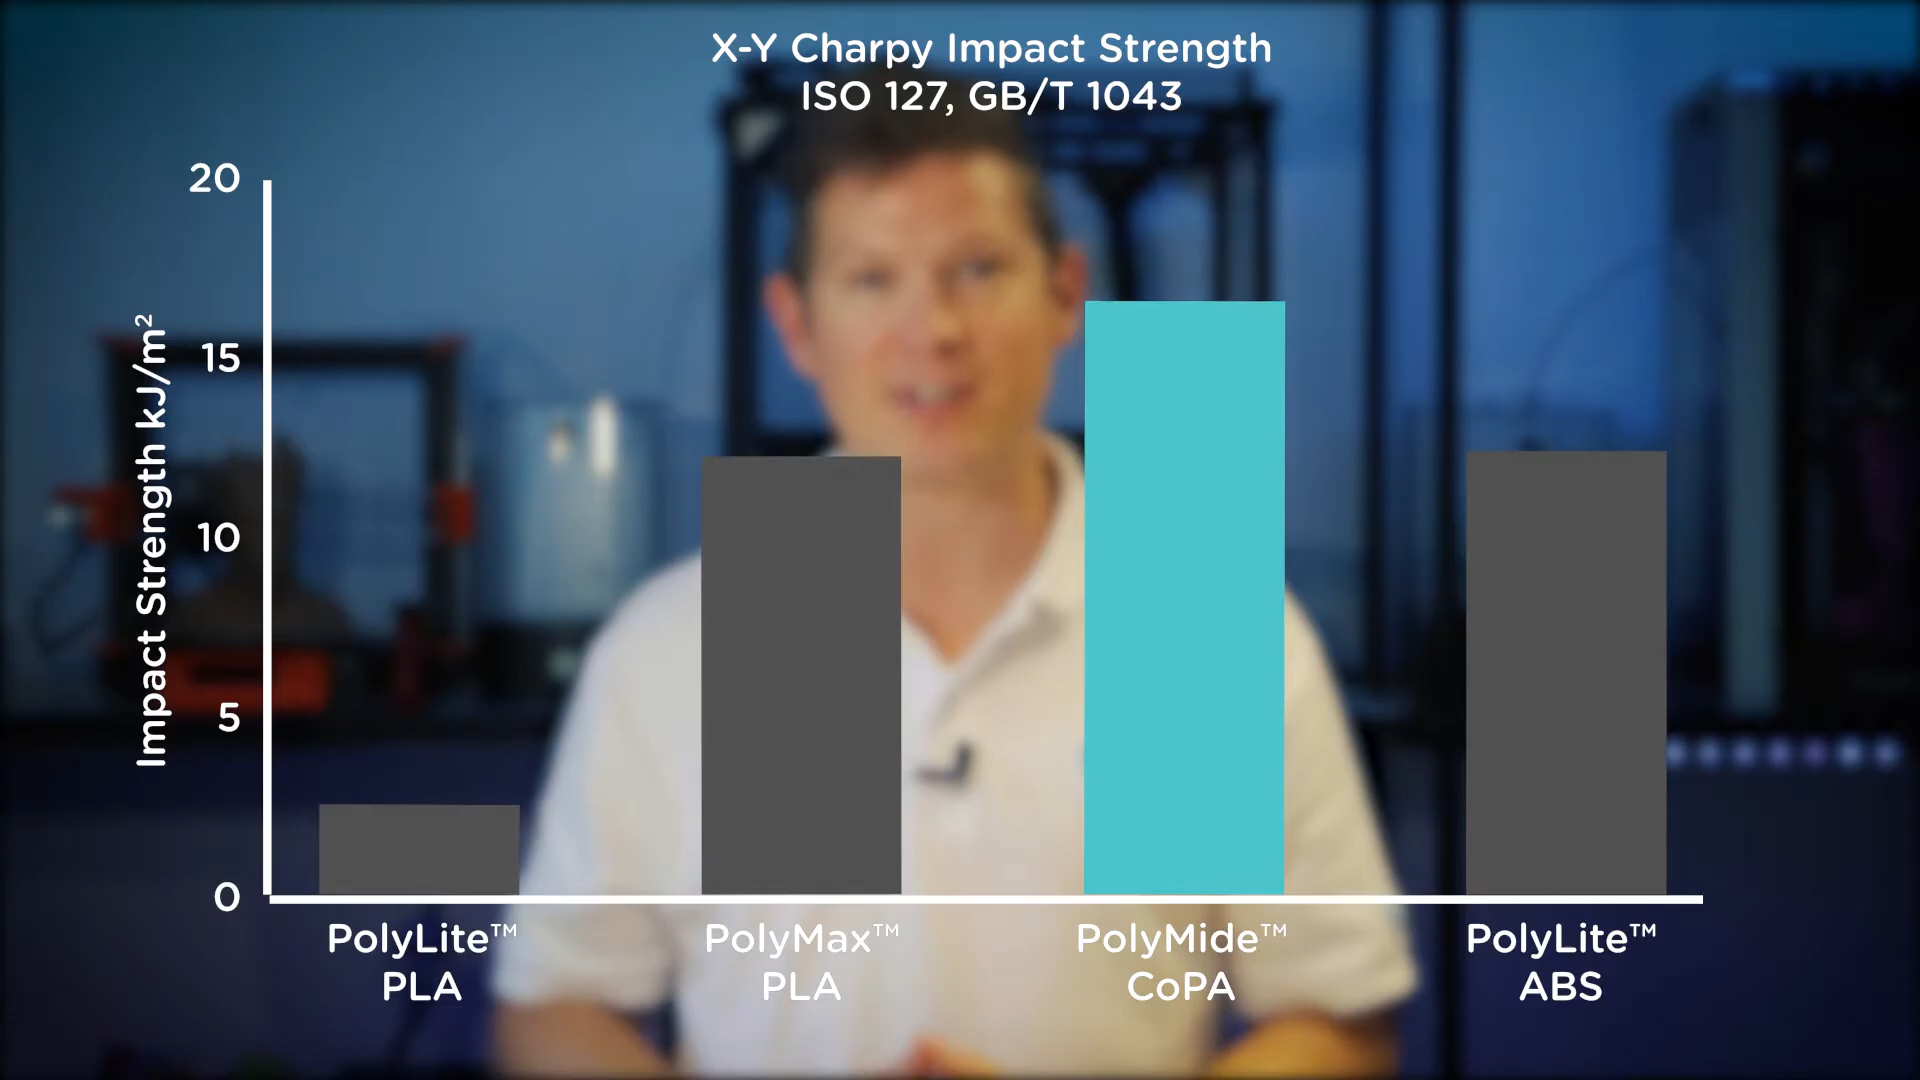 X-Y Charpy Impact Strength
ISO 127, GB/T 1043
Impact Strength kJ/m²
20
15
10
5
0
PolyLite™
PLA
PolyMax™
PLA
PolyMide™
CoPA
PolyLite™
ABS